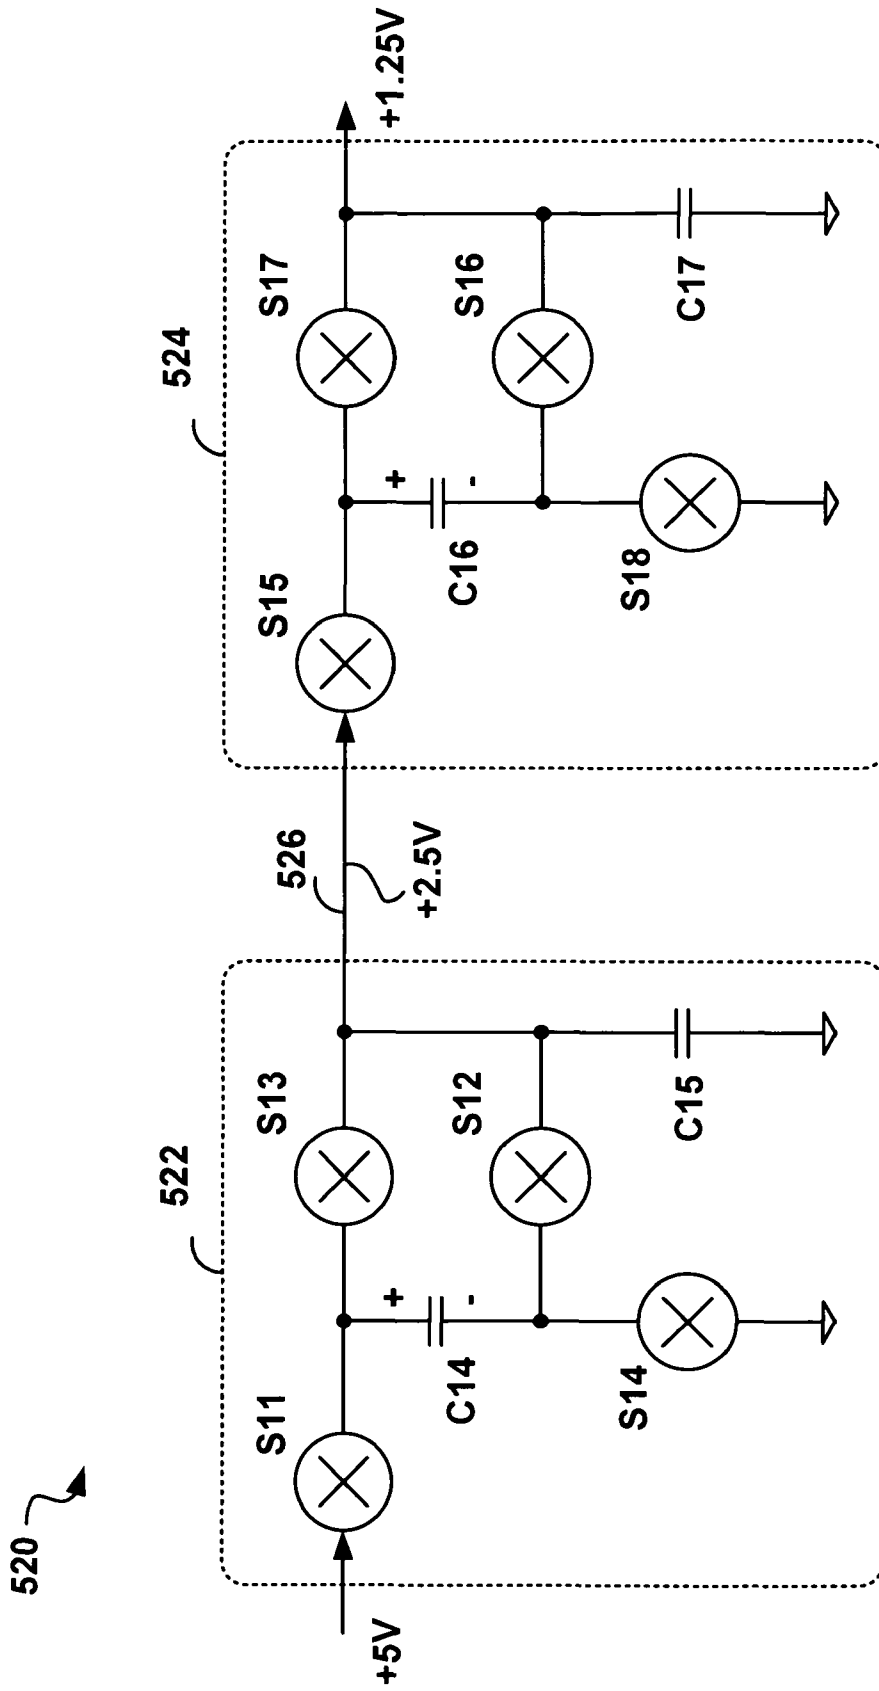 520
522
524
S11
S13
526
S15
S17
+5V
+2.5V
+1.25V
+
+
C14
-
S12
C16
-
S16
S14
C15
S18
C17